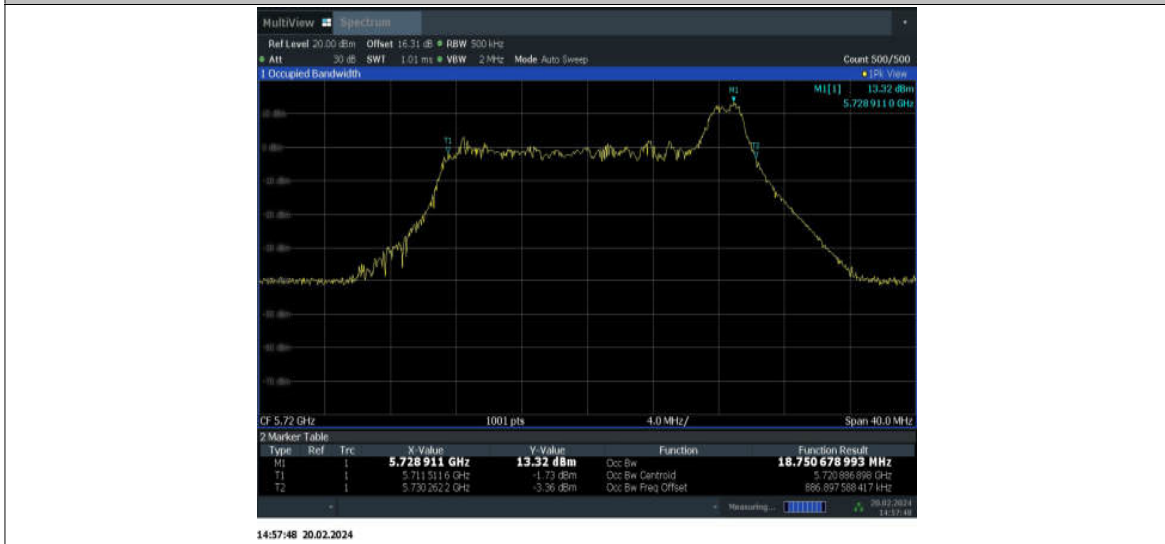 MultiView Spectrum
Ref Level 20.00 dBm Offset 16.31 dB RBW 500 kHz
Att 30 dB SWT 1.01 ms VBW 2 MHz Mode Auto Sweep Count 500/500
1 Occupied Bandwidth 1Pk View
M1[1] 13.32 dBm
5.728 911 0 GHz
M1
T1
T2
CF 5.72 GHz 1001 pts 4.0 MHz/ Span 40.0 MHz
2 Marker Table
Type Ref Trc X-Value Y-Value Function Function Result
M1 1 5.728 911 GHz 13.32 dBm Occ Bw 18.750 678 993 MHz
T1 1 5.711 511 6 GHz -1.73 dBm Occ Bw Centroid 5.720 886 898 GHz
T2 1 5.730 262 2 GHz -3.36 dBm Occ Bw Freq Offset 886.897 588 417 kHz
Measuring... 20.02.2024
14:57:48
14:57:48 20.02.2024